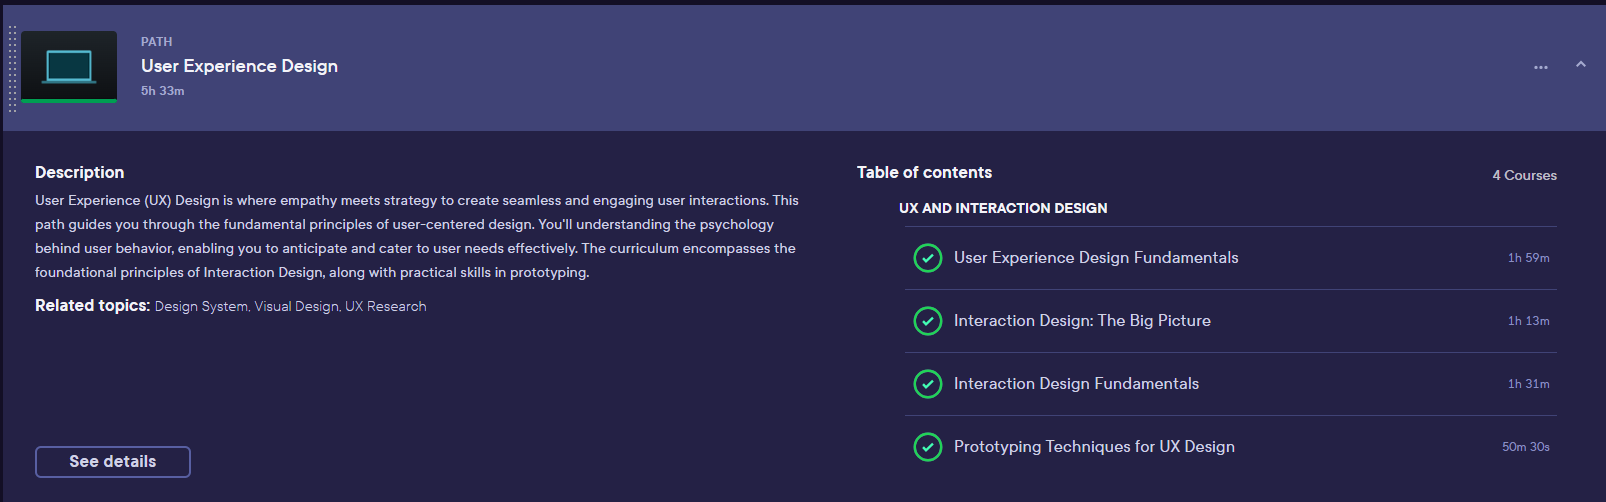 PATH
User Experience Design
5h 33m
...
Description
User Experience (UX) Design is where empathy meets strategy to create seamless and engaging user interactions. This
path guides you through the fundamental principles of user-centered design. You'll understanding the psychology
behind user behavior, enabling you to anticipate and cater to user needs effectively. The curriculum encompasses the
foundational principles of Interaction Design, along with practical skills in prototyping.
Related topics: Design System, Visual Design, UX Research
See details
Table of contents
4 Courses
UX AND INTERACTION DESIGN
User Experience Design Fundamentals
1h 59m
Interaction Design: The Big Picture
1h 13m
Interaction Design Fundamentals
1h 31m
Prototyping Techniques for UX Design
50m 30s